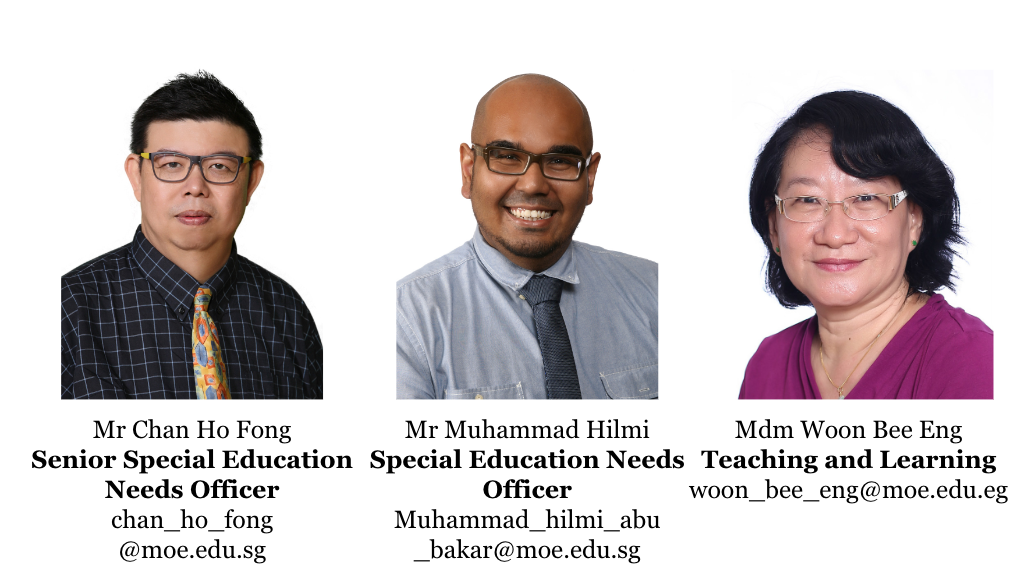 Mr Chan Ho Fong
Senior Special Education
Needs Officer
chan_ho_fong
@moe.edu.sg
Mr Muhammad Hilmi
Special Education Needs
Officer
Muhammad_hilmi_abu
_bakar@moe.edu.sg
Mdm Woon Bee Eng
Teaching and Learning
woon_bee_eng@moe.edu.eg